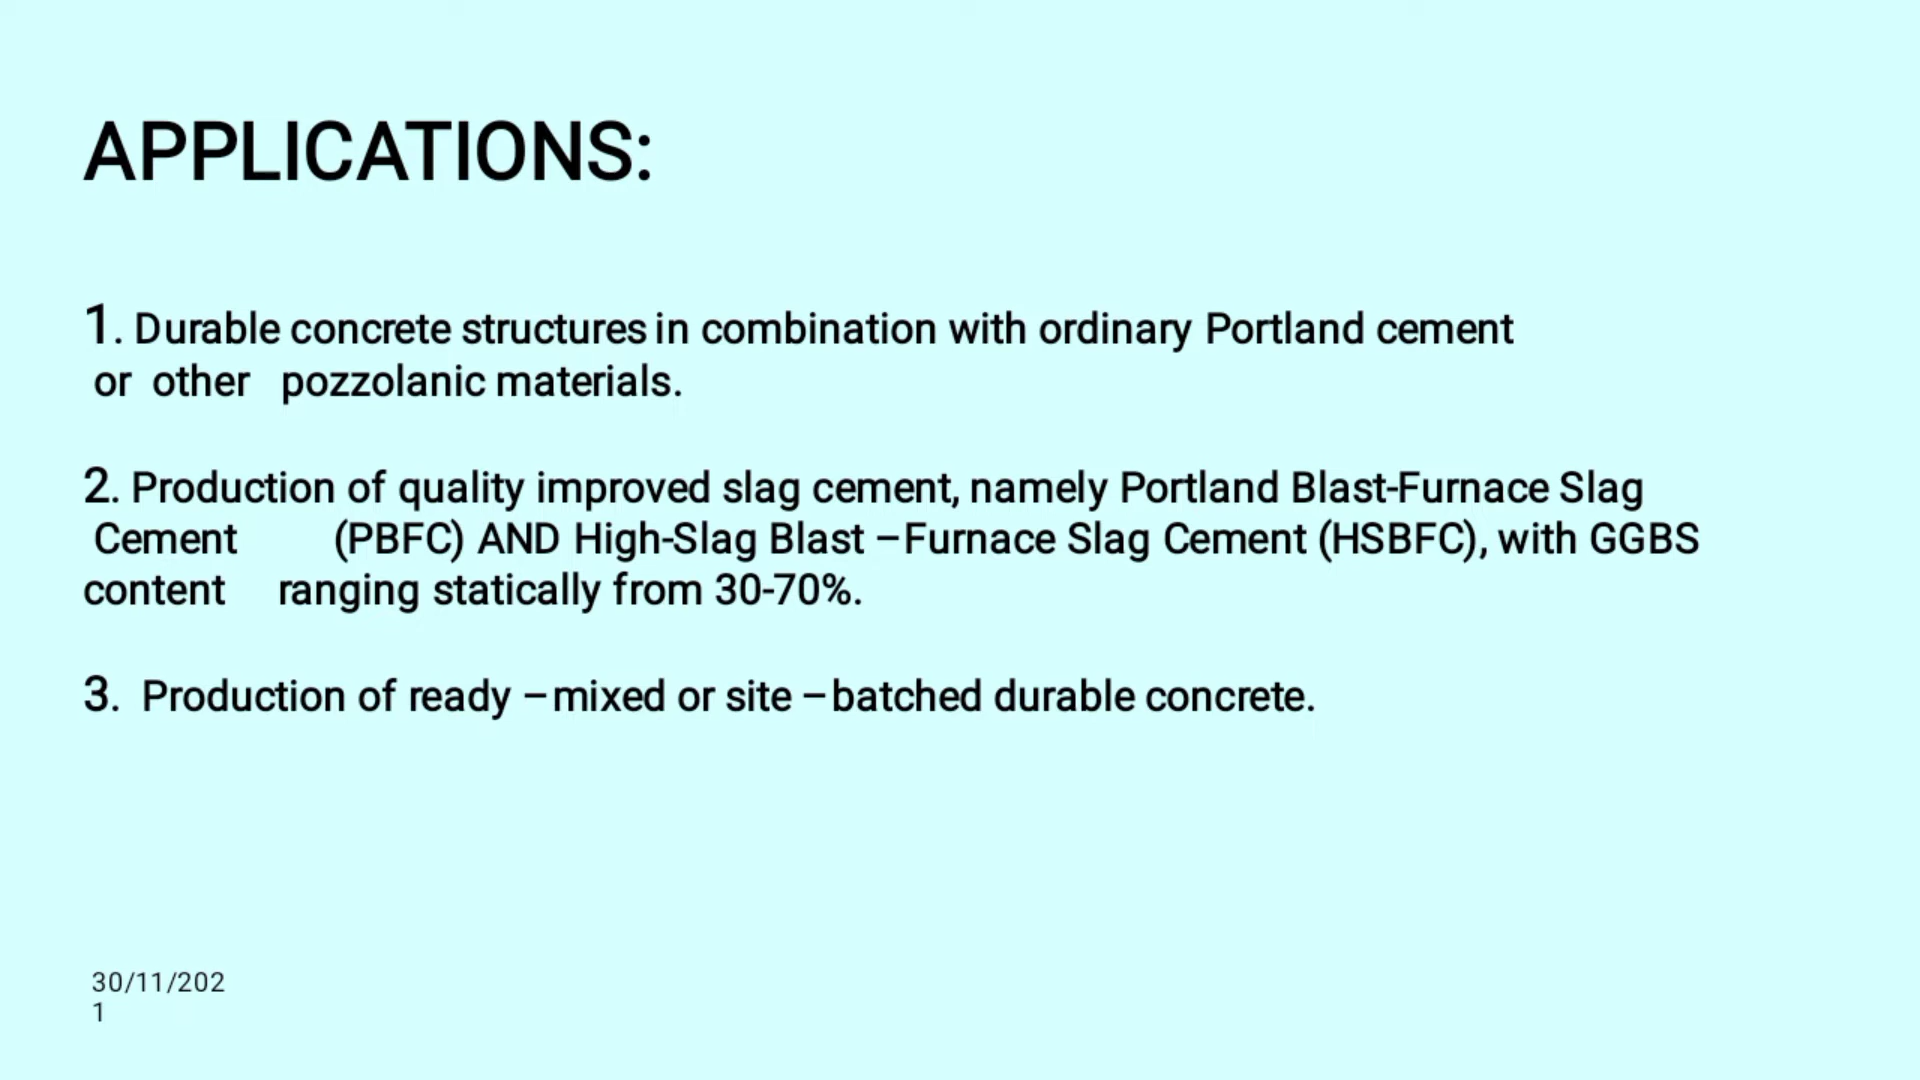 APPLICATIONS:
1. Durable concrete structures in combination with ordinary Portland cement
or other pozzolanic materials.
2. Production of quality improved slag cement, namely Portland Blast-Furnace Slag
Cement (PBFC) AND High-Slag Blast –Furnace Slag Cement (HSBFC), with GGBS
content ranging statically from 30-70%.
3. Production of ready –mixed or site –batched durable concrete.
30/11/202
1